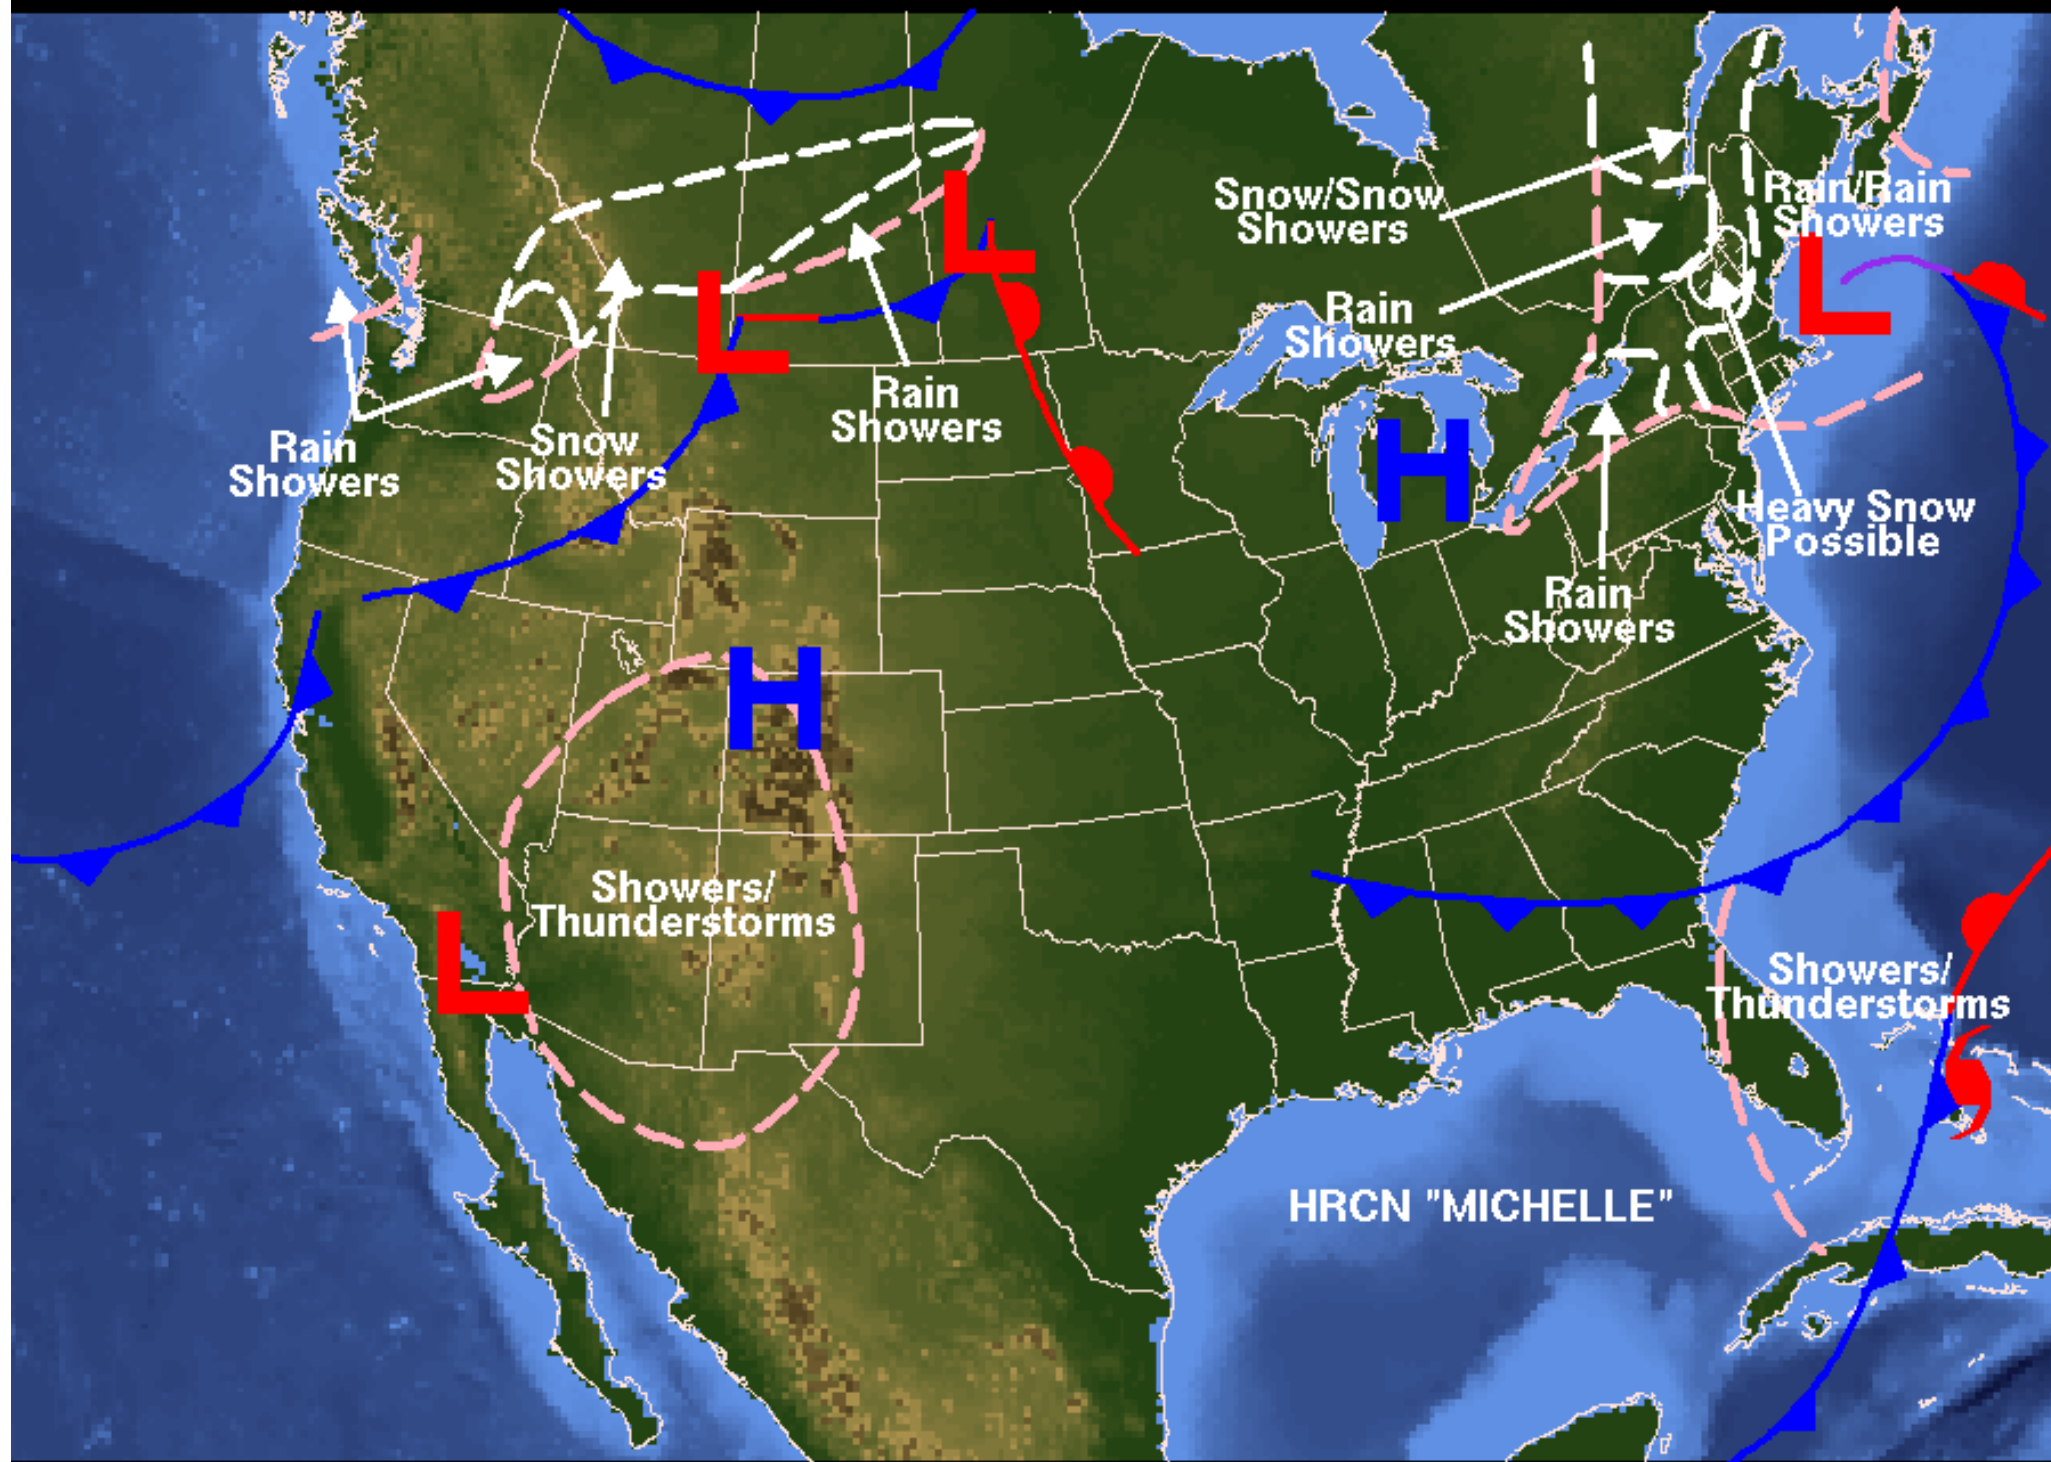 Snow/Snow
Showers
Rain/Rain
Showers
L
L
L
Rain
Showers
Rain
Showers
Rain
Showers
Snow
Showers
H
Heavy Snow
Possible
Rain
Showers
H
Showers/
Thunderstorms
L
Showers/
Thunderstorms
HRCN "MICHELLE"